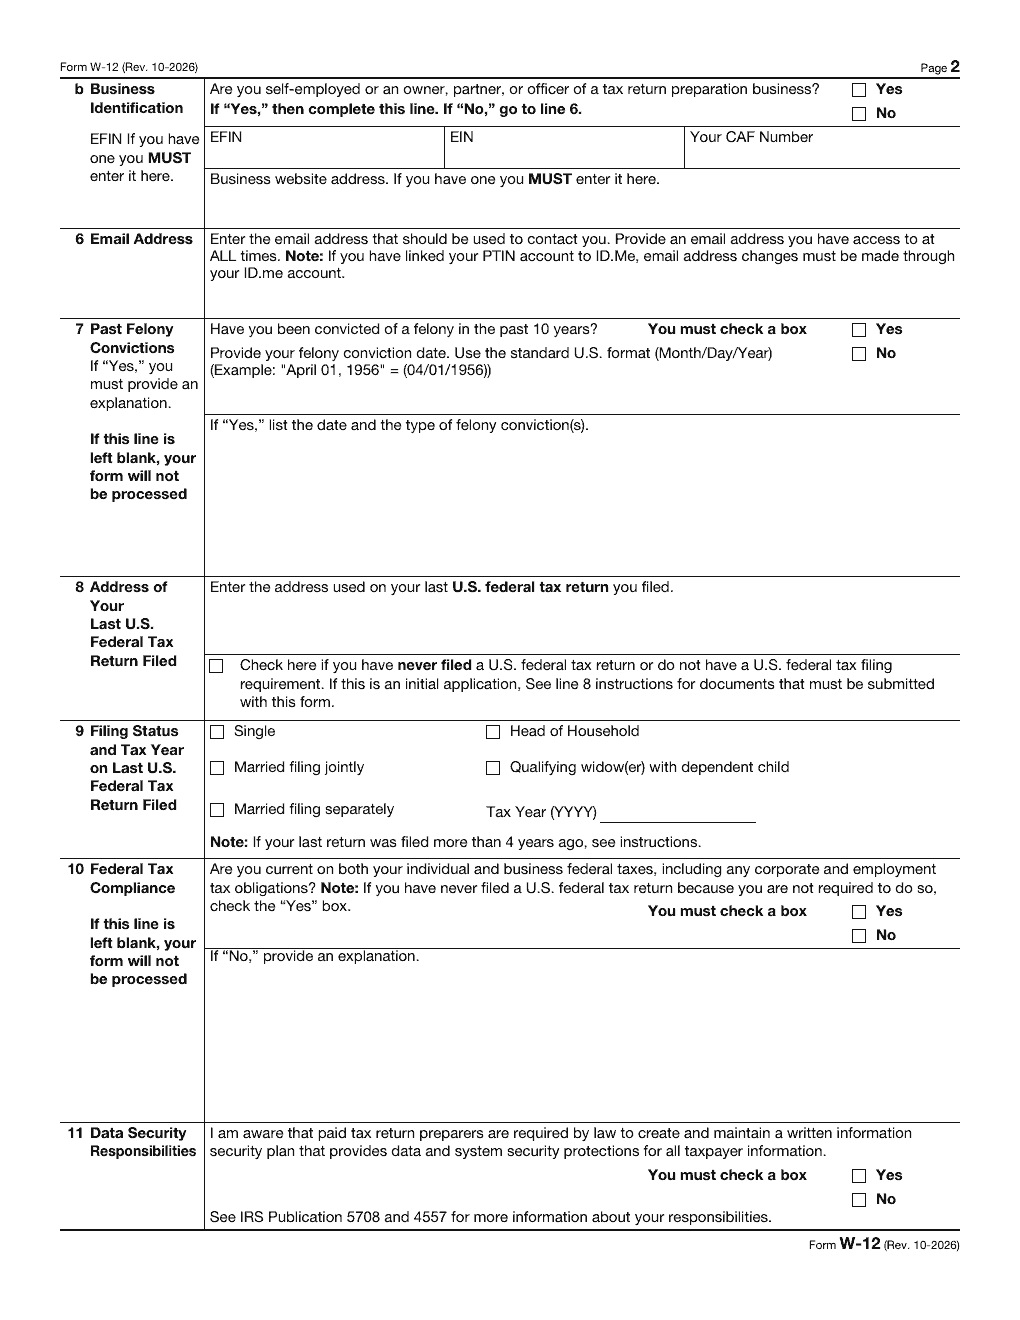 Form W-12 (Rev. 10-2026) Page 2
b Business Identification
EFIN If you have one you MUST enter it here.
Are you self-employed or an owner, partner, or officer of a tax return preparation business?
If “Yes,” then complete this line. If “No,” go to line 6.
Yes
No
EFIN
EIN
Your CAF Number
Business website address. If you have one you MUST enter it here.
6 Email Address
Enter the email address that should be used to contact you. Provide an email address you have access to at
ALL times. Note: If you have linked your PTIN account to ID.Me, email address changes must be made through
your ID.me account.
7 Past Felony
Convictions
If “Yes,” you
must provide an
explanation.
If this line is
left blank, your
form will not
be processed
Have you been convicted of a felony in the past 10 years? You must check a box
Yes
No
Provide your felony conviction date. Use the standard U.S. format (Month/Day/Year)
(Example: "April 01, 1956" = (04/01/1956))
If “Yes,” list the date and the type of felony conviction(s).
8 Address of
Your
Last U.S.
Federal Tax
Return Filed
Enter the address used on your last U.S. federal tax return you filed.
Check here if you have never filed a U.S. federal tax return or do not have a U.S. federal tax filing
requirement. If this is an initial application, See line 8 instructions for documents that must be submitted
with this form.
9 Filing Status
and Tax Year
on Last U.S.
Federal Tax
Return Filed
Single
Head of Household
Married filing jointly
Qualifying widow(er) with dependent child
Married filing separately
Tax Year (YYYY)
Note: If your last return was filed more than 4 years ago, see instructions.
10 Federal Tax
Compliance
If this line is
left blank, your
form will not
be processed
Are you current on both your individual and business federal taxes, including any corporate and employment
tax obligations? Note: If you have never filed a U.S. federal tax return because you are not required to do so,
check the “Yes” box.
You must check a box
Yes
No
If “No,” provide an explanation.
11 Data Security
Responsibilities
I am aware that paid tax return preparers are required by law to create and maintain a written information
security plan that provides data and system security protections for all taxpayer information.
You must check a box
Yes
No
See IRS Publication 5708 and 4557 for more information about your responsibilities.
Form W-12 (Rev. 10-2026)